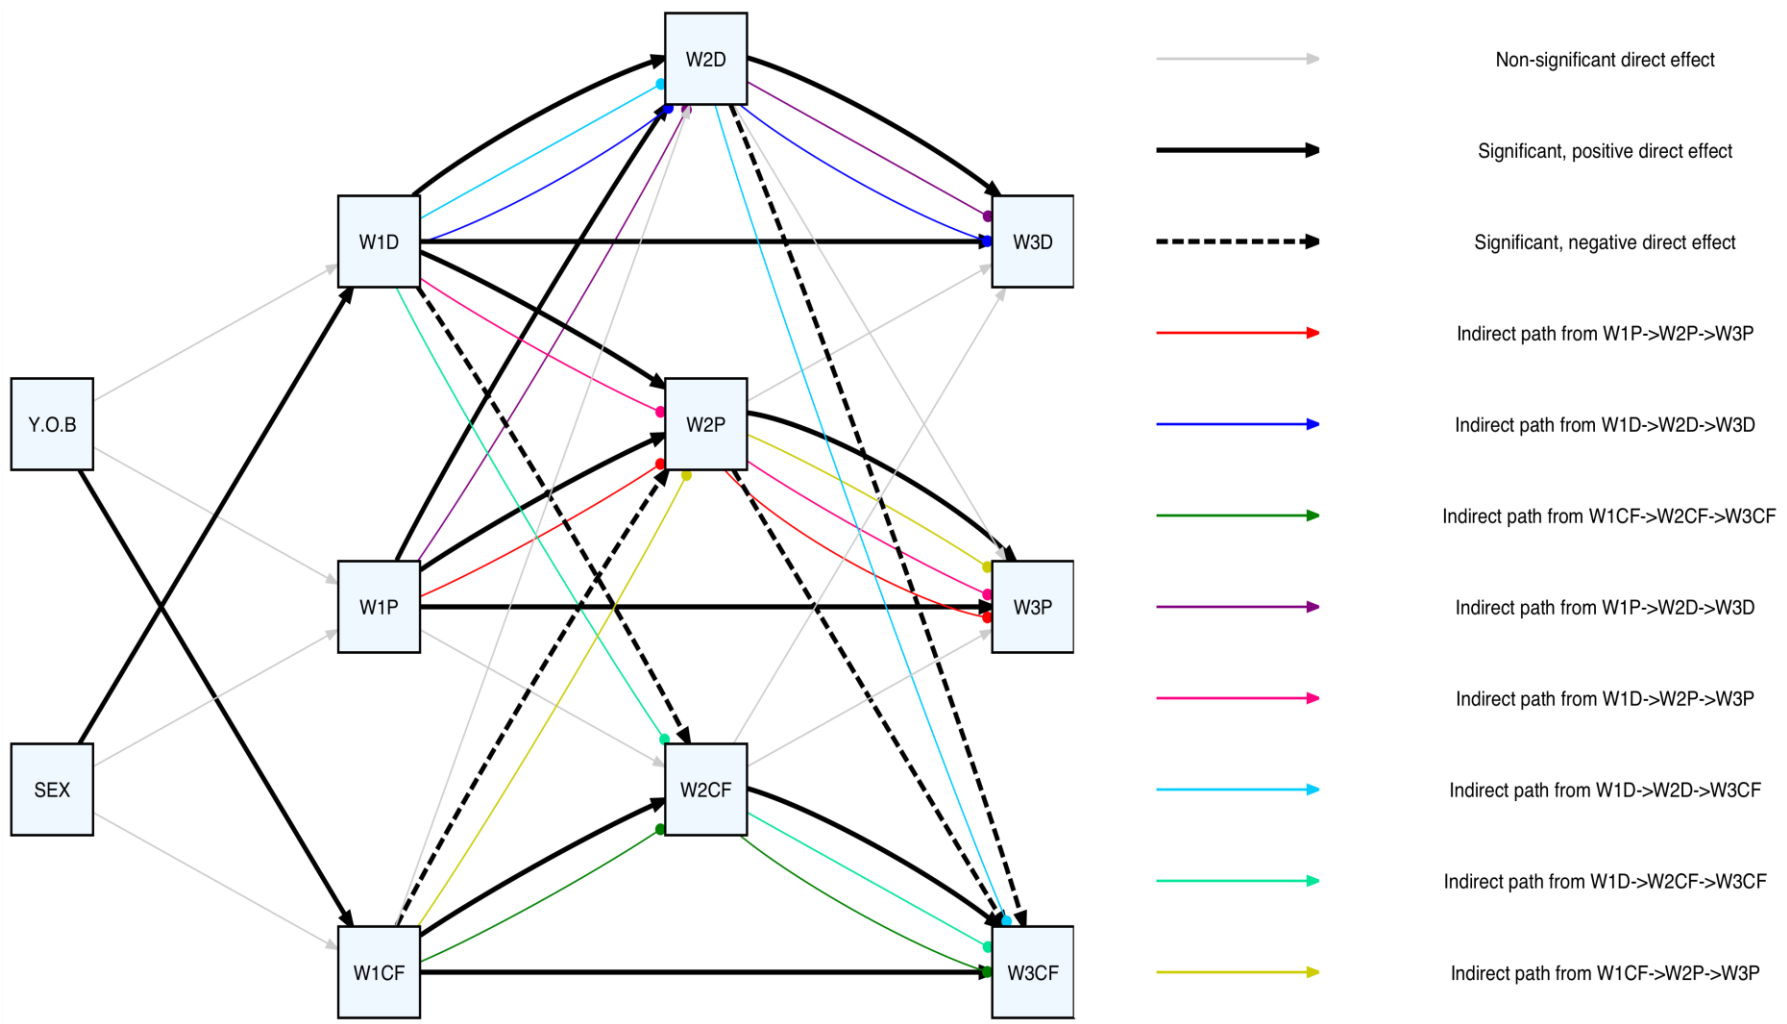 W2D
Non-significant direct effect
Significant, positive direct effect
W1D
W3D
Significant, negative direct effect
Indirect path from W1P->W2P->W3P
Y.O.B
W2P
Indirect path from W1D->W2D->W3D
Indirect path from W1CF->W2CF->W3CF
W1P
W3P
Indirect path from W1P->W2D->W3D
Indirect path from W1D->W2P->W3P
SEX
W2CF
Indirect path from W1D->W2D->W3CF
Indirect path from W1D->W2CF->W3CF
W1CF
W3CF
Indirect path from W1CF->W2P->W3P